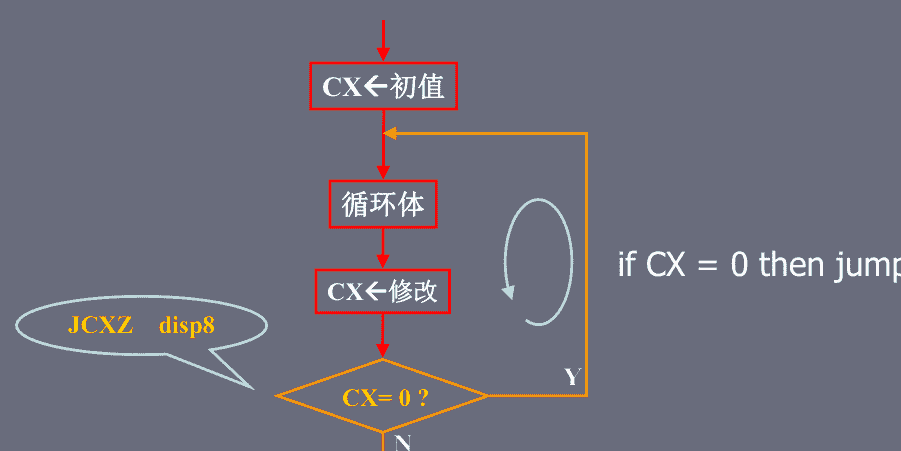 CX←初值
循环体
if CX = 0 then jump
CX←修改
JCXZ disp8
CX= 0 ?
Y
N